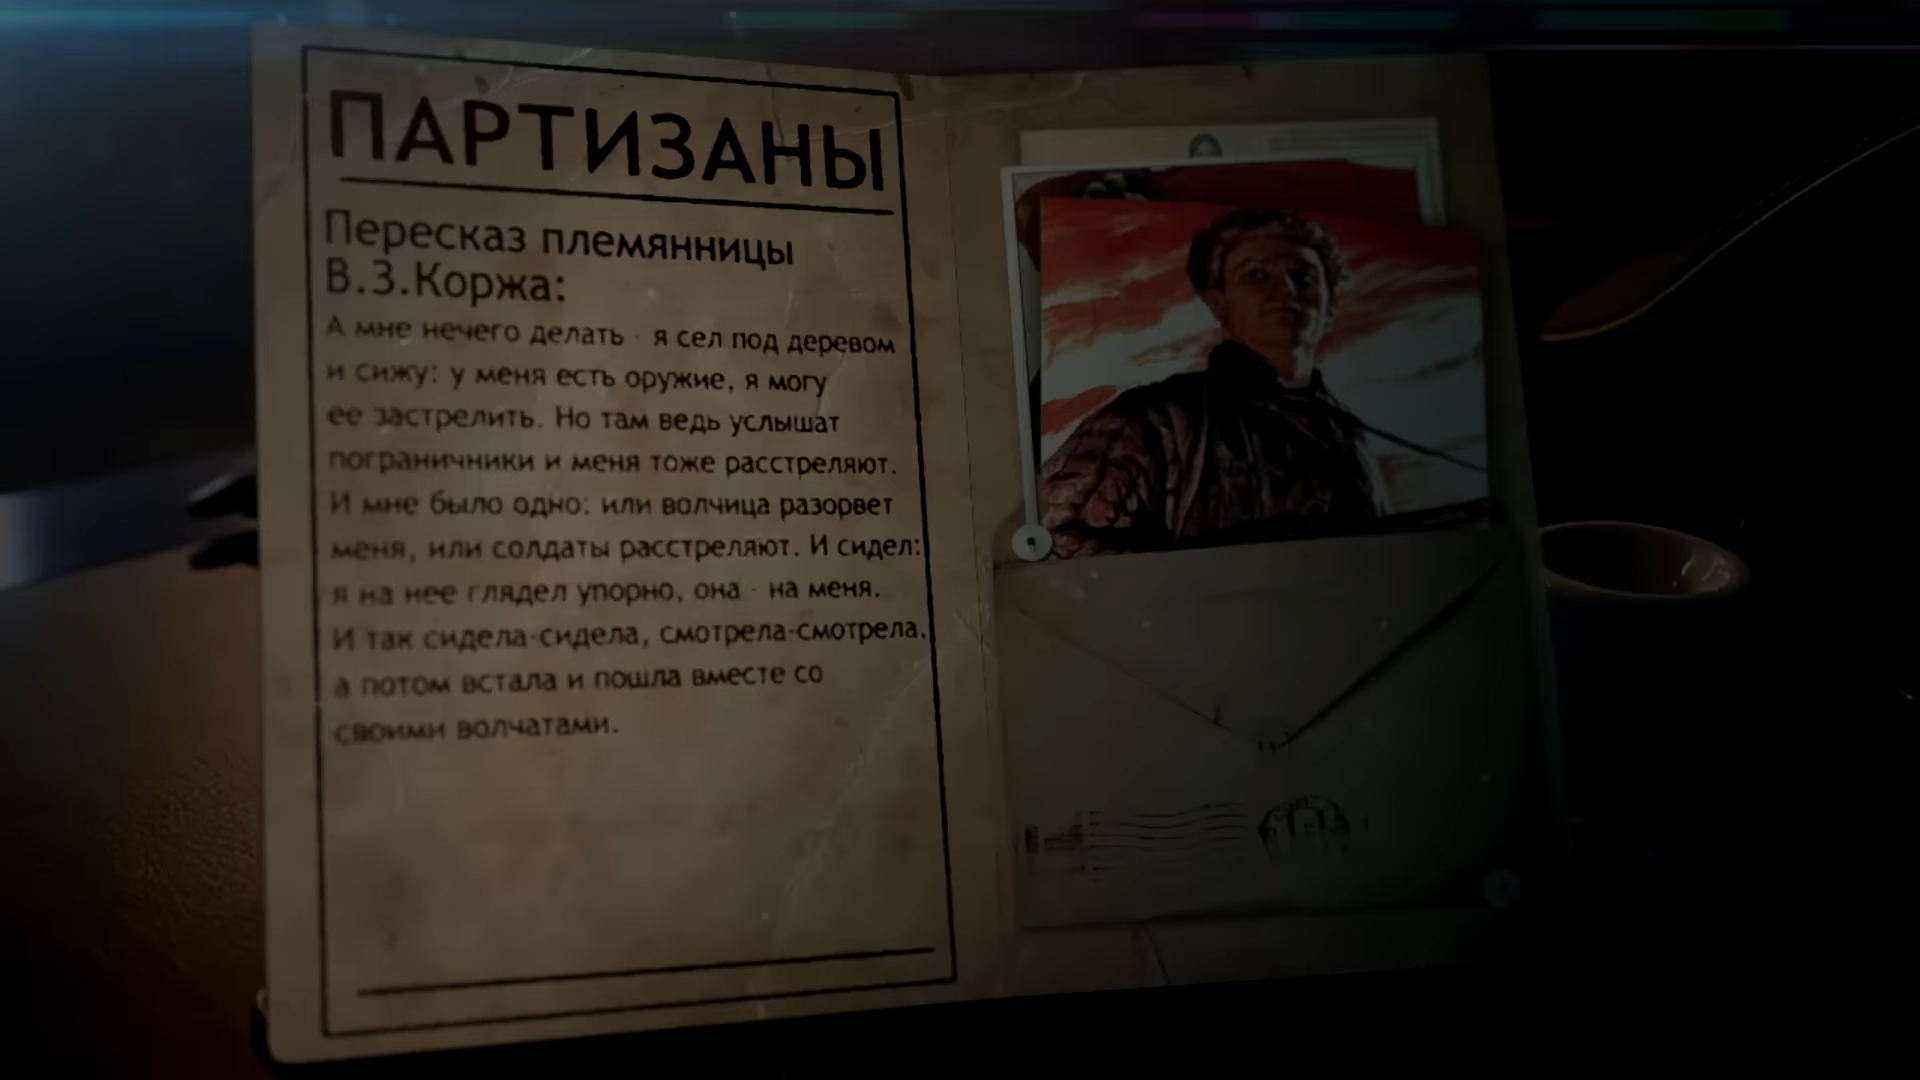 ПАРТИЗАНЫ
Пересказ племянницы
В.З.Коржа:
А мне нечего делать - я сел под деревом
и сижу: у меня есть оружие, я могу
ее застрелить. Но там ведь услышат
пограничники и меня тоже расстреляют.
И мне было одно: или волчица разорвет
меня, или солдаты расстреляют. И сидел:
я на нее глядел упорно, она - на меня.
И так сидела-сидела, смотрела-смотрела,
а потом встала и пошла вместе со
своими волчатами.